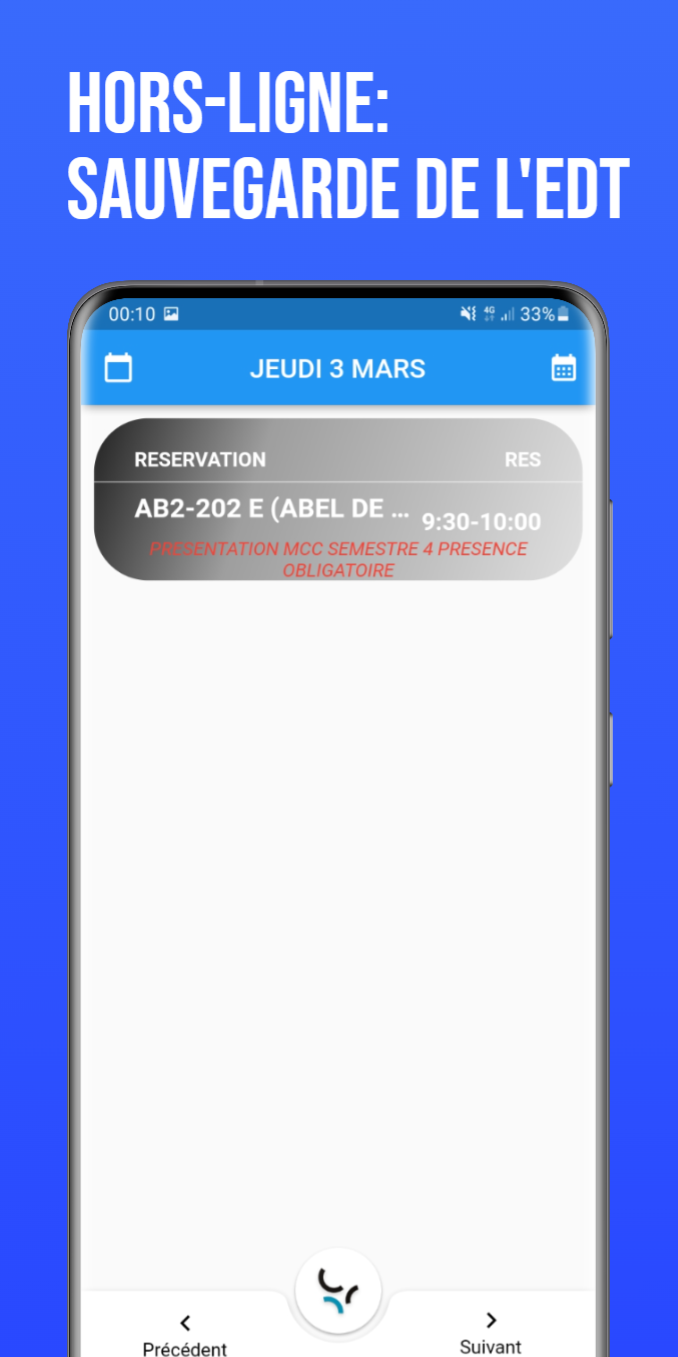 HORS-LIGNE:
SAUVEGARDE DE L'EDT
00:10 4G 33%
JEUDI 3 MARS
RESERVATION RES
AB2-202 E (ABEL DE ... 9:30-10:00
PRESENTATION MCC SEMESTRE 4 PRESENCE
OBLIGATOIRE
Précédent Suivant